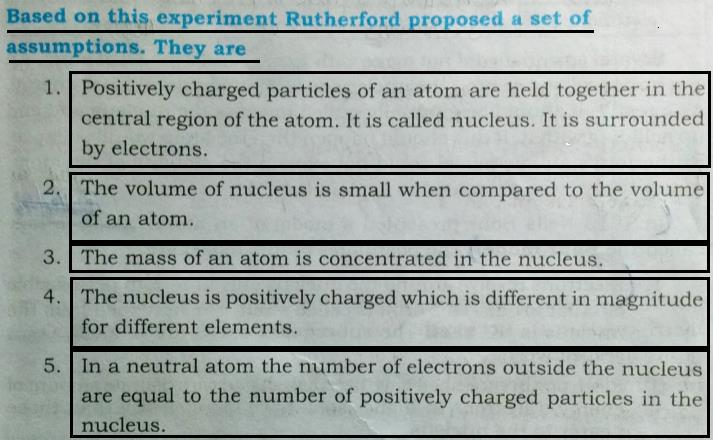 Based on this experiment Rutherford proposed a set of
assumptions. They are
1. Positively charged particles of an atom are held together in the
central region of the atom. It is called nucleus. It is surrounded
by electrons.
2. The volume of nucleus is small when compared to the volume
of an atom.
3. The mass of an atom is concentrated in the nucleus.
4. The nucleus is positively charged which is different in magnitude
for different elements.
5. In a neutral atom the number of electrons outside the nucleus
are equal to the number of positively charged particles in the
nucleus.